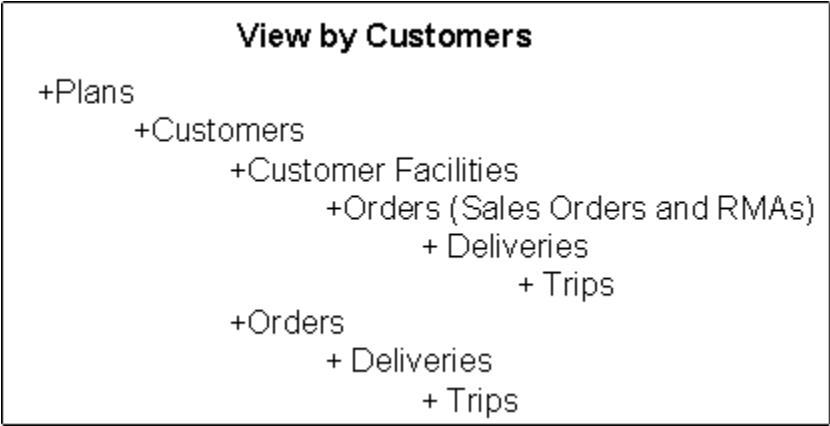 View by Customers
+Plans
+Customers
+Customer Facilities
+Orders (Sales Orders and RMAs)
+ Deliveries
+ Trips
+Orders
+ Deliveries
+ Trips